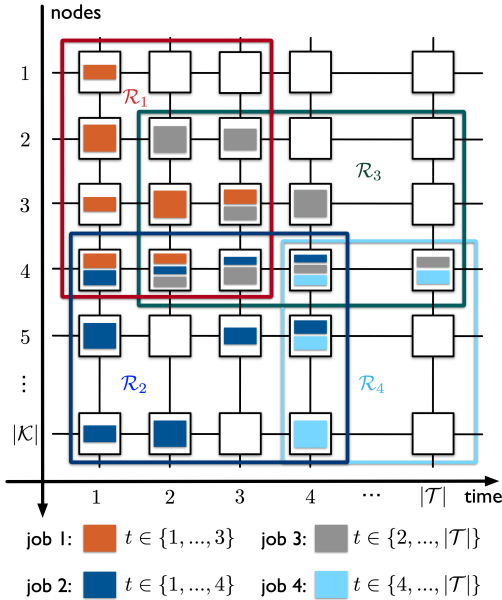 nodes
1
R₁
2
R₃
3
4
5
⋮
R₂
R₄
|K|
1 2 3 4 ⋯ |T| time
job 1: t ∈ {1, ..., 3} job 3: t ∈ {2, ..., |T|}
job 2: t ∈ {1, ..., 4} job 4: t ∈ {4, ..., |T|}